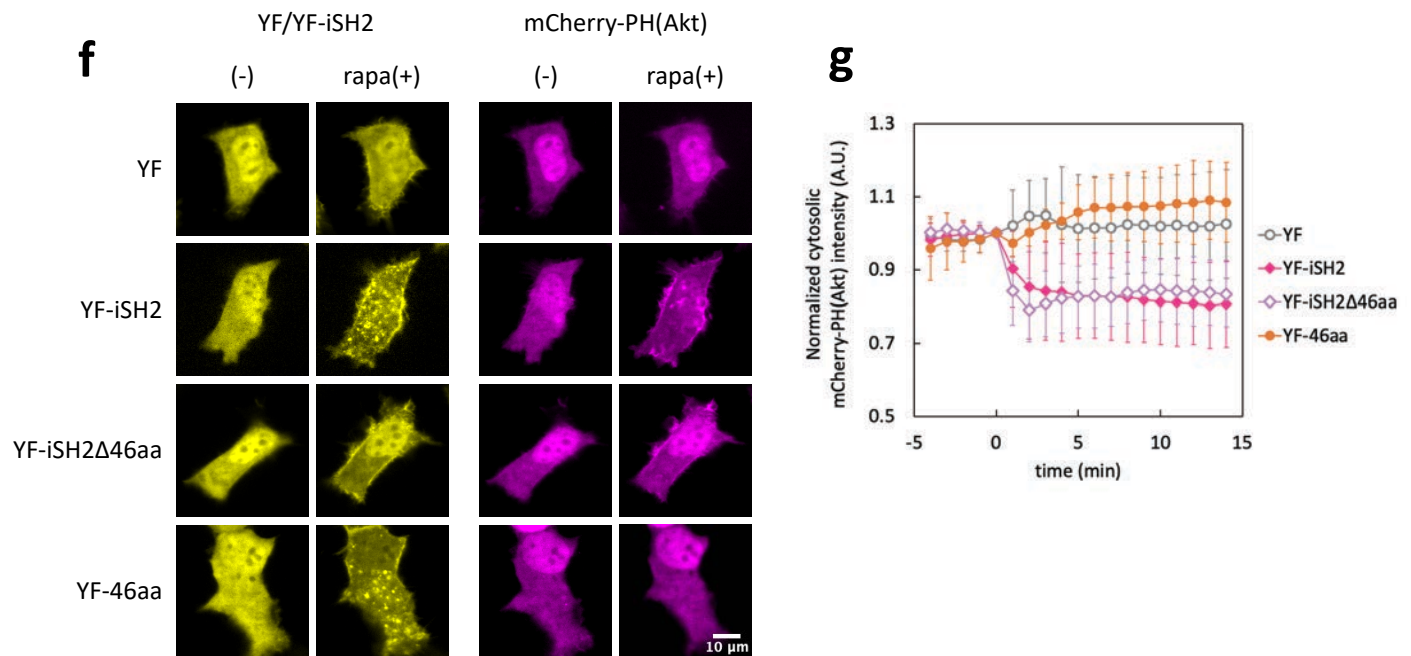 f
YF/YF-iSH2 mCherry-PH(Akt)
(-) rapa(+) (-) rapa(+)
YF
YF-iSH2
YF-iSH2Δ46aa
YF-46aa
10 µm
g
Normalized cytosolic
mCherry-PH(Akt) intensity (A.U.)
1.3
1.1
0.9
0.7
0.5
-5 0 5 10 15
time (min)
YF
YF-iSH2
YF-iSH2Δ46aa
YF-46aa